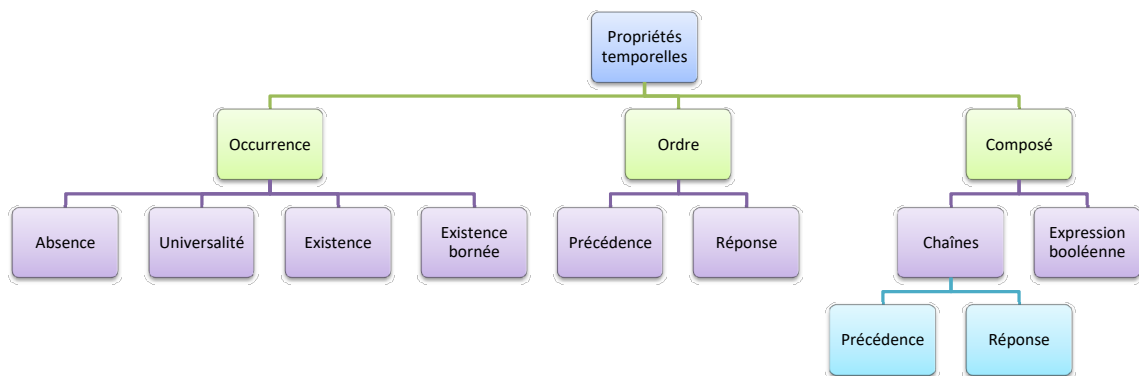 Propriétés
temporelles
Occurrence
Ordre
Composé
Absence
Universalité
Existence
Existence
bornée
Précédence
Réponse
Chaînes
Expression
booléenne
Précédence
Réponse